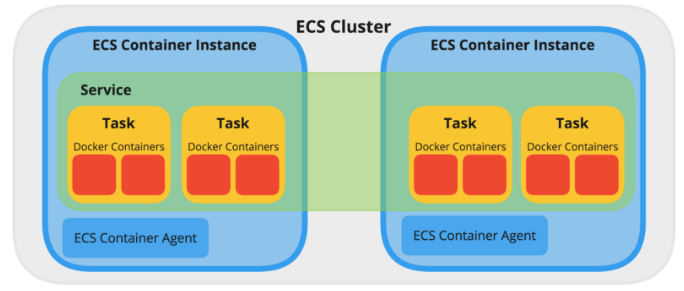 ECS Cluster
ECS Container Instance
ECS Container Instance
Service
Task
Task
Task
Task
Docker Containers
Docker Containers
Docker Containers
Docker Containers
ECS Container Agent
ECS Container Agent